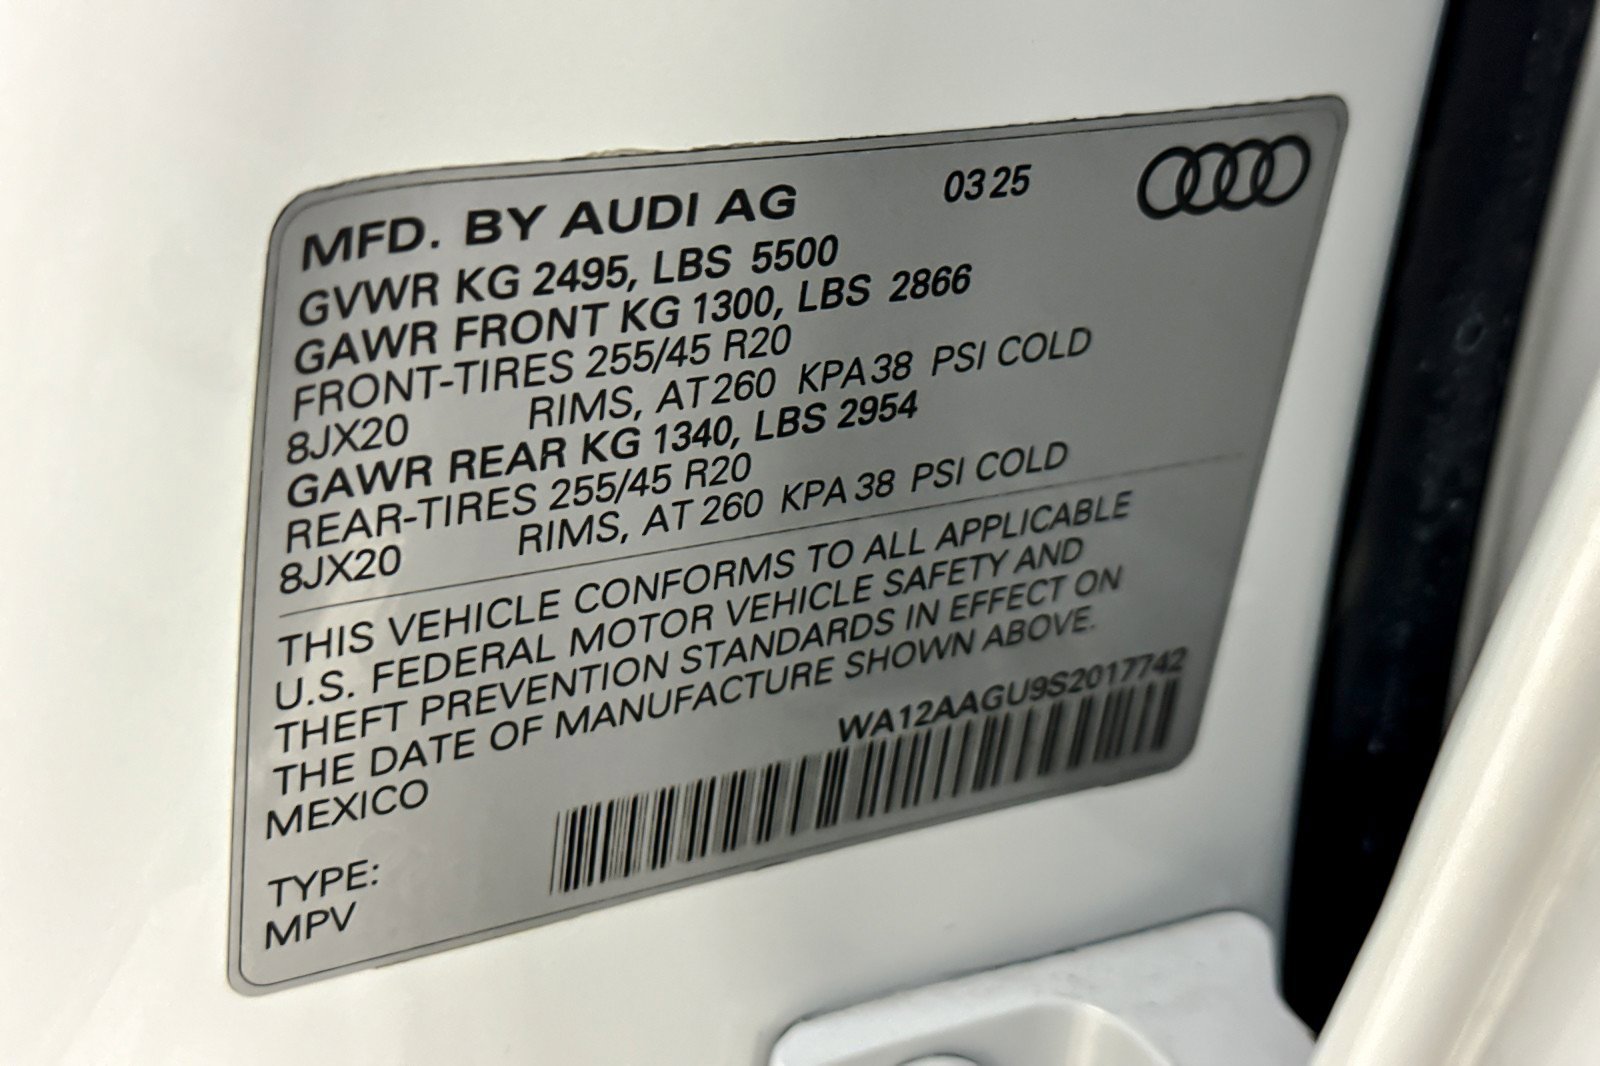 MFD. BY AUDI AG 03 25
GVWR KG 2495, LBS 5500
GAWR FRONT KG 1300, LBS 2866
FRONT-TIRES 255/45 R20
8JX20 RIMS, AT 260 KPA 38 PSI COLD
GAWR REAR KG 1340, LBS 2954
REAR-TIRES 255/45 R20
8JX20 RIMS, AT 260 KPA 38 PSI COLD
THIS VEHICLE CONFORMS TO ALL APPLICABLE
U.S. FEDERAL MOTOR VEHICLE SAFETY AND
THEFT PREVENTION STANDARDS IN EFFECT ON
THE DATE OF MANUFACTURE SHOWN ABOVE.
MEXICO WA12AAGU9S2017742
TYPE:
MPV